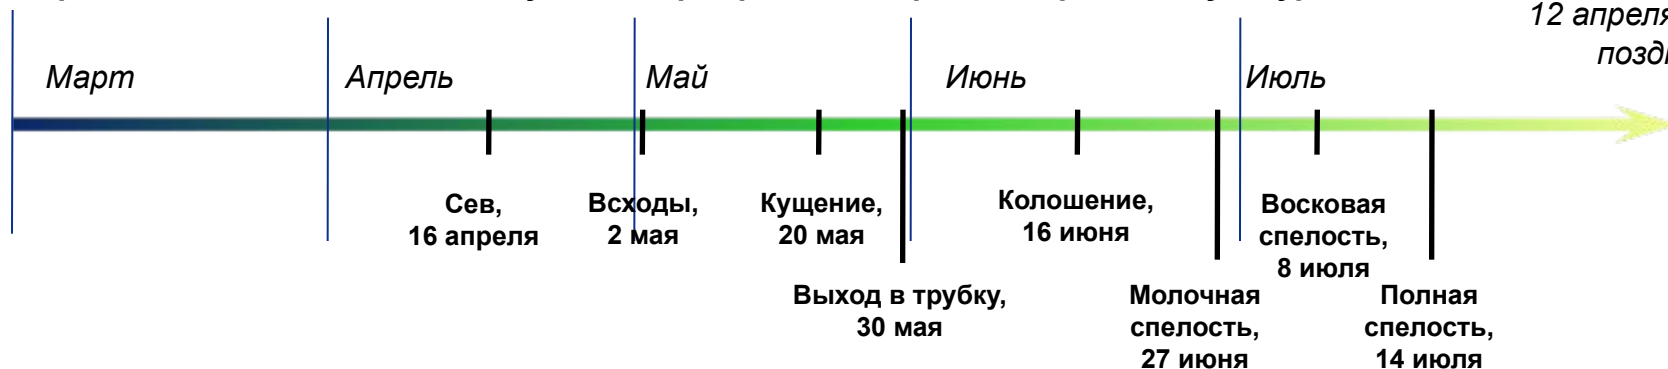 12 апреля
Март
Апрель
Май
Июнь
Июль
Сев,
16 апреля
Всходы,
2 мая
Кущение,
20 мая
Выход в трубку,
30 мая
Колошение,
16 июня
Молочная
спелость,
27 июня
Восковая
спелость,
8 июля
Полная
спелость,
14 июля